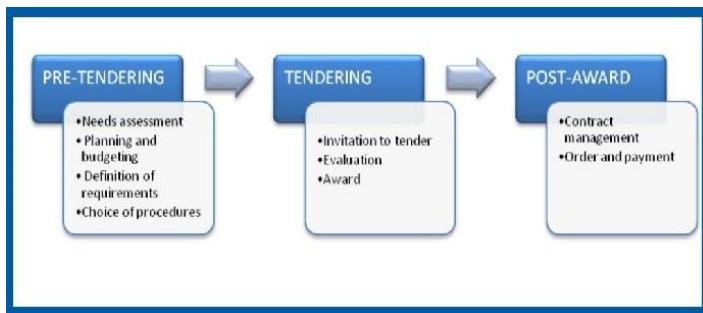 PRE-TENDERING
•Needs assessment
• Planning and
budgeting
• Definition of
requirements
•Choice of procedures
TENDERING
•Invitation to tender
•Evaluation
•Award
POST-AWARD
•Contract
management
•Order and payment